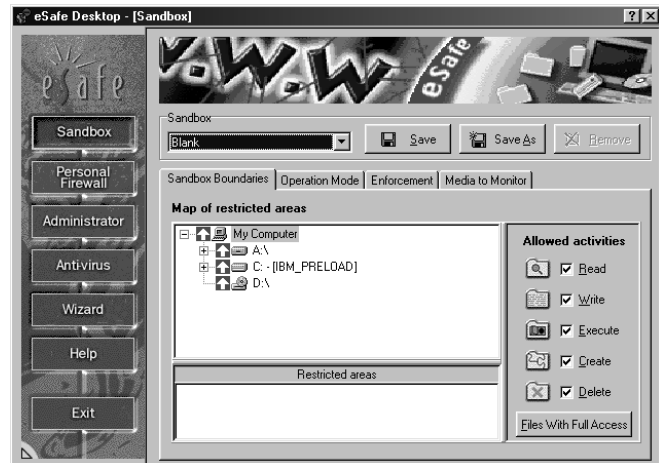 eSafe Desktop - [Sandbox]
eSafe
W.W.W
eSafe
Sandbox
Personal
Firewall
Administrator
Anti-virus
Wizard
Help
Exit
Sandbox
Blank
Save
Save As
Remove
Sandbox Boundaries
Operation Mode
Enforcement
Media to Monitor
Map of restricted areas
My Computer
A:\
C: - [IBM_PRELOAD]
D:\
Restricted areas
Allowed activities
Read
Write
Execute
Create
Delete
Files With Full Access